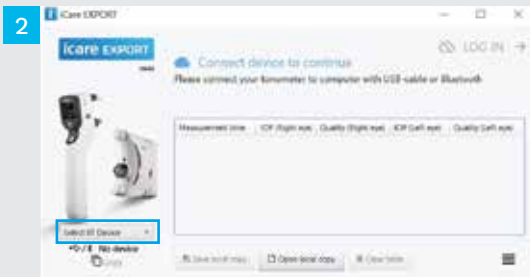 2
iCare EXPORT
icare EXPORT
LOG IN
Connect device to continue
Please connect your tonometer to computer with USB-cable or Bluetooth
Measurement time IOP (Right eye) Quality (Right eye) IOP (Left eye) Quality (Left eye)
Select BT Device
No device
Copy
Save local copy Open local copy Clear table